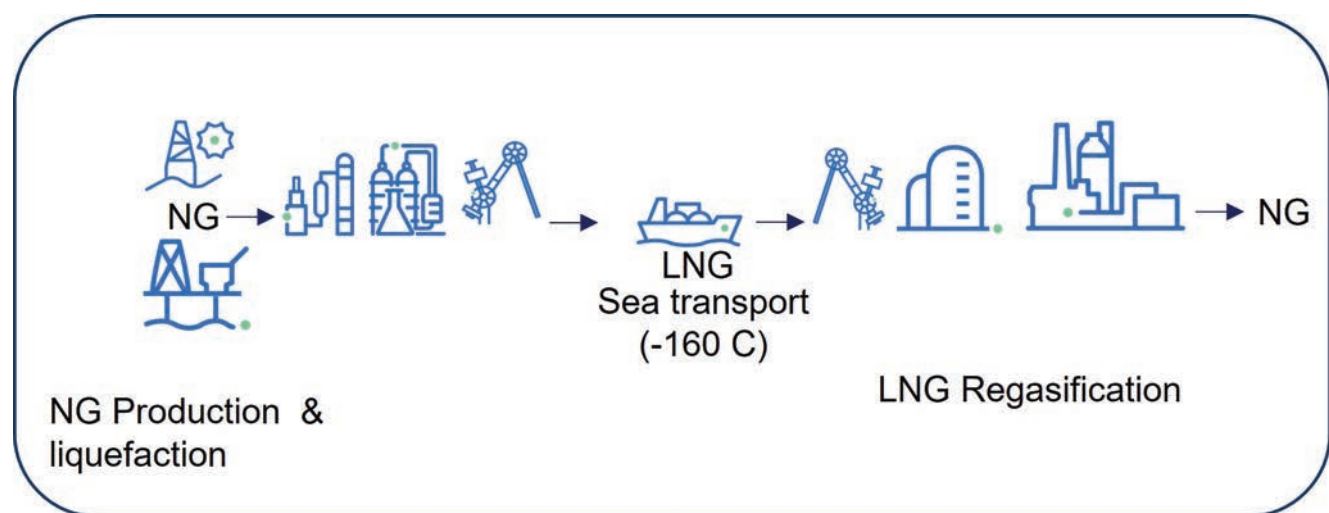 NG
NG
LNG
Sea transport
(-160 C)
LNG Regasification
NG Production &
liquefaction